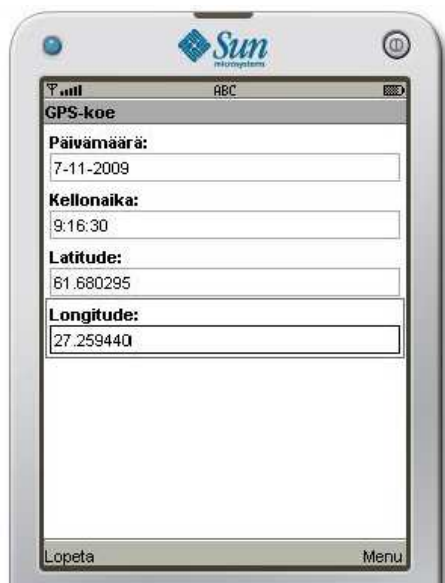 Sun
microsystems
ABC
GPS-koe
Päivämäärä:
7-11-2009
Kellonaika:
9:16:30
Latitude:
61.680295
Longitude:
27.259440
Lopeta Menu